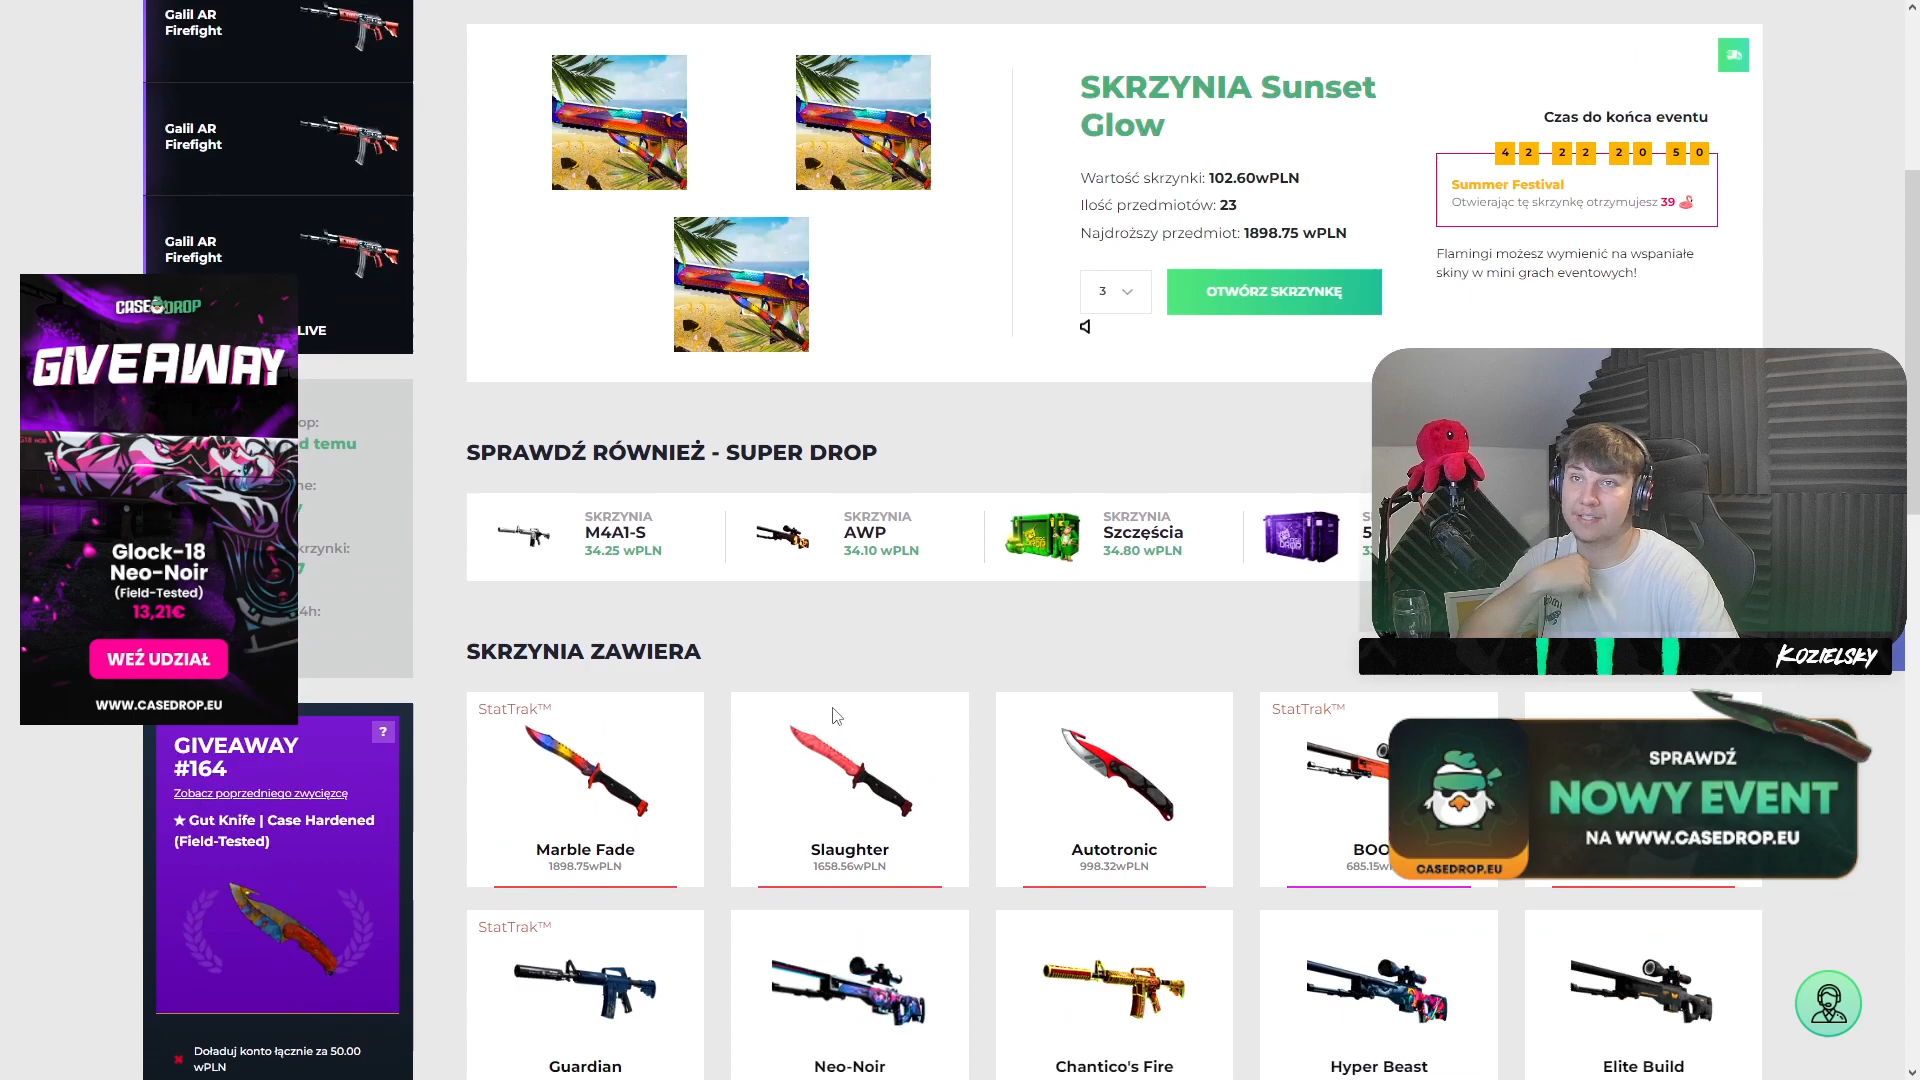 Galil AR
Firefight
Galil AR
Firefight
Galil AR
Firefight
LIVE
CASEDROP
GIVEAWAY
Glock-18
Neo-Noir
(Field-Tested)
13,21€
WEŹ UDZIAŁ
WWW.CASEDROP.EU
op:
d temu
ne:
krzynki:
7
4h:
GIVEAWAY
#164
?
Zobacz poprzedniego zwycięzcę
★ Gut Knife | Case Hardened
(Field-Tested)
Doładuj konto łącznie za 50.00
wPLN
SKRZYNIA Sunset
Glow
Wartość skrzynki: 102.60wPLN
Ilość przedmiotów: 23
Najdroższy przedmiot: 1898.75 wPLN
3
OTWÓRZ SKRZYNKĘ
Czas do końca eventu
4 2 2 2 2 0 5 0
Summer Festival
Otwierając tę skrzynkę otrzymujesz 39
Flamingi możesz wymienić na wspaniałe
skiny w mini grach eventowych!
SPRAWDŹ RÓWNIEŻ - SUPER DROP
SKRZYNIA
M4A1-S
34.25 wPLN
SKRZYNIA
AWP
34.10 wPLN
SKRZYNIA
Szczęścia
34.80 wPLN
S
5
KOZIELSKY
SKRZYNIA ZAWIERA
StatTrak™
Marble Fade
1898.75wPLN
Slaughter
1658.56wPLN
Autotronic
998.32wPLN
StatTrak™
BOO
685.15w
SPRAWDŹ
NOWY EVENT
NA WWW.CASEDROP.EU
CASEDROP.EU
StatTrak™
Guardian
Neo-Noir
Chantico's Fire
Hyper Beast
Elite Build